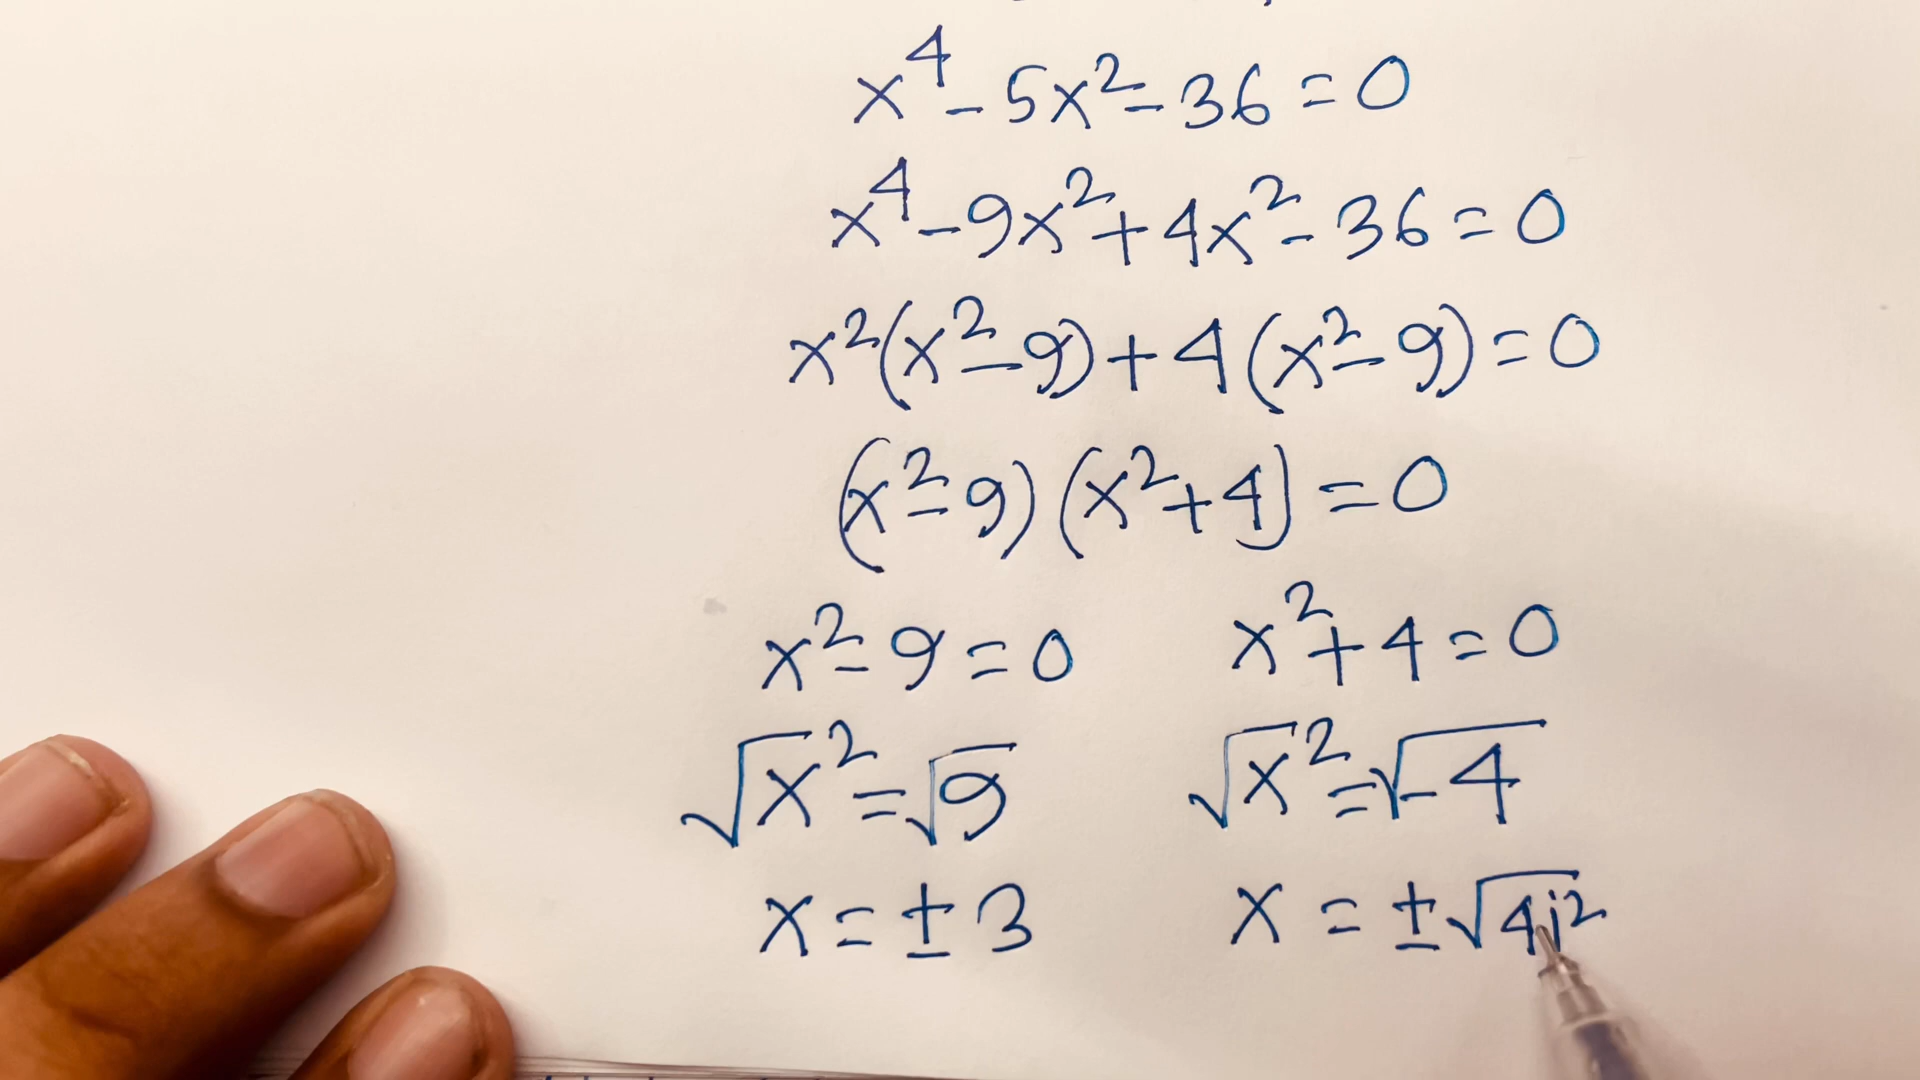 x⁴ - 5x² - 36 = 0
x⁴ - 9x² + 4x² - 36 = 0
x²(x² - 9) + 4(x² - 9) = 0
(x² - 9)(x² + 4) = 0
x² - 9 = 0 x² + 4 = 0
√x² = √9 √x² = √-4
x = ± 3 x = ± √4i²